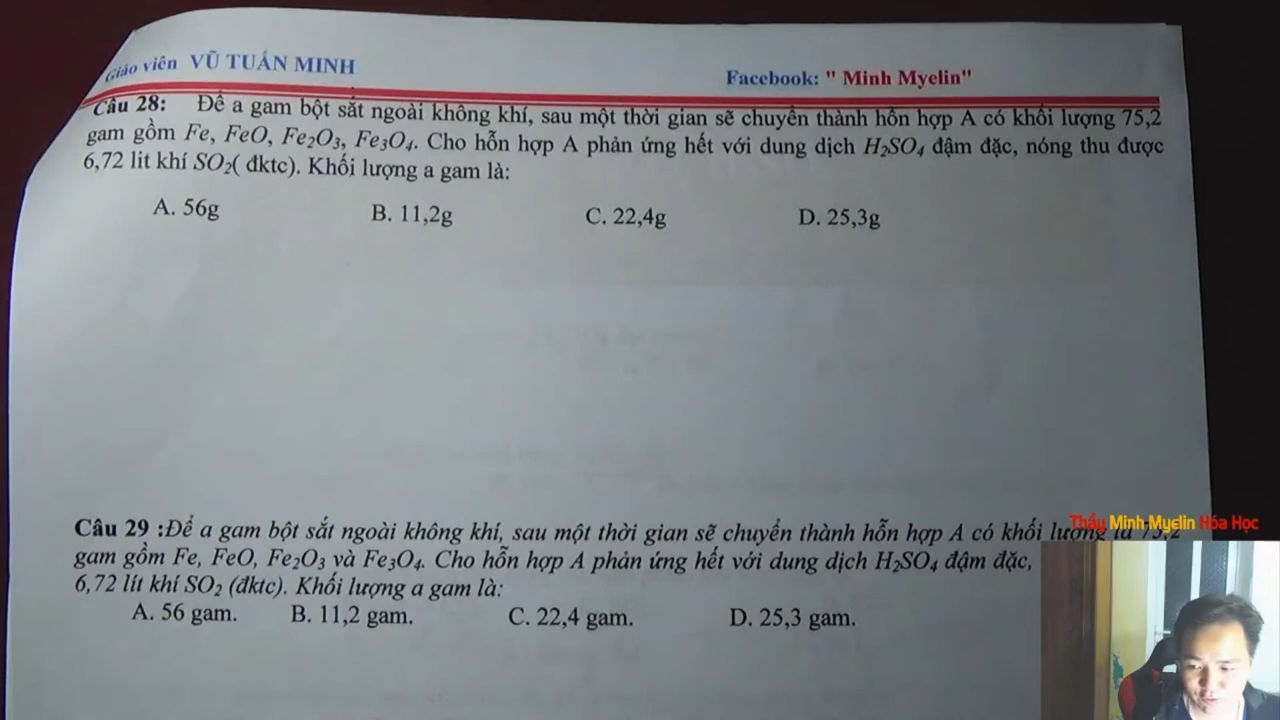 Giáo viên VŨ TUẤN MINH
Facebook: " Minh Myelin"
Câu 28: Để a gam bột sắt ngoài không khí, sau một thời gian sẽ chuyển thành hỗn hợp A có khối lượng 75,2
gam gồm Fe, FeO, Fe₂O₃, Fe₃O₄. Cho hỗn hợp A phản ứng hết với dung dịch H₂SO₄ đậm đặc, nóng thu được
6,72 lit khí SO₂( đktc). Khối lượng a gam là:
A. 56g B. 11,2g C. 22,4g D. 25,3g
Câu 29 :Để a gam bột sắt ngoài không khí, sau một thời gian sẽ chuyển thành hỗn hợp A có khối lượng là 75,2
gam gồm Fe, FeO, Fe₂O₃ và Fe₃O₄. Cho hỗn hợp A phản ứng hết với dung dịch H₂SO₄ đậm đặc,
6,72 lít khí SO₂ (đktc). Khối lượng a gam là:
A. 56 gam. B. 11,2 gam. C. 22,4 gam. D. 25,3 gam.
Thầy Minh Myelin Hóa Học